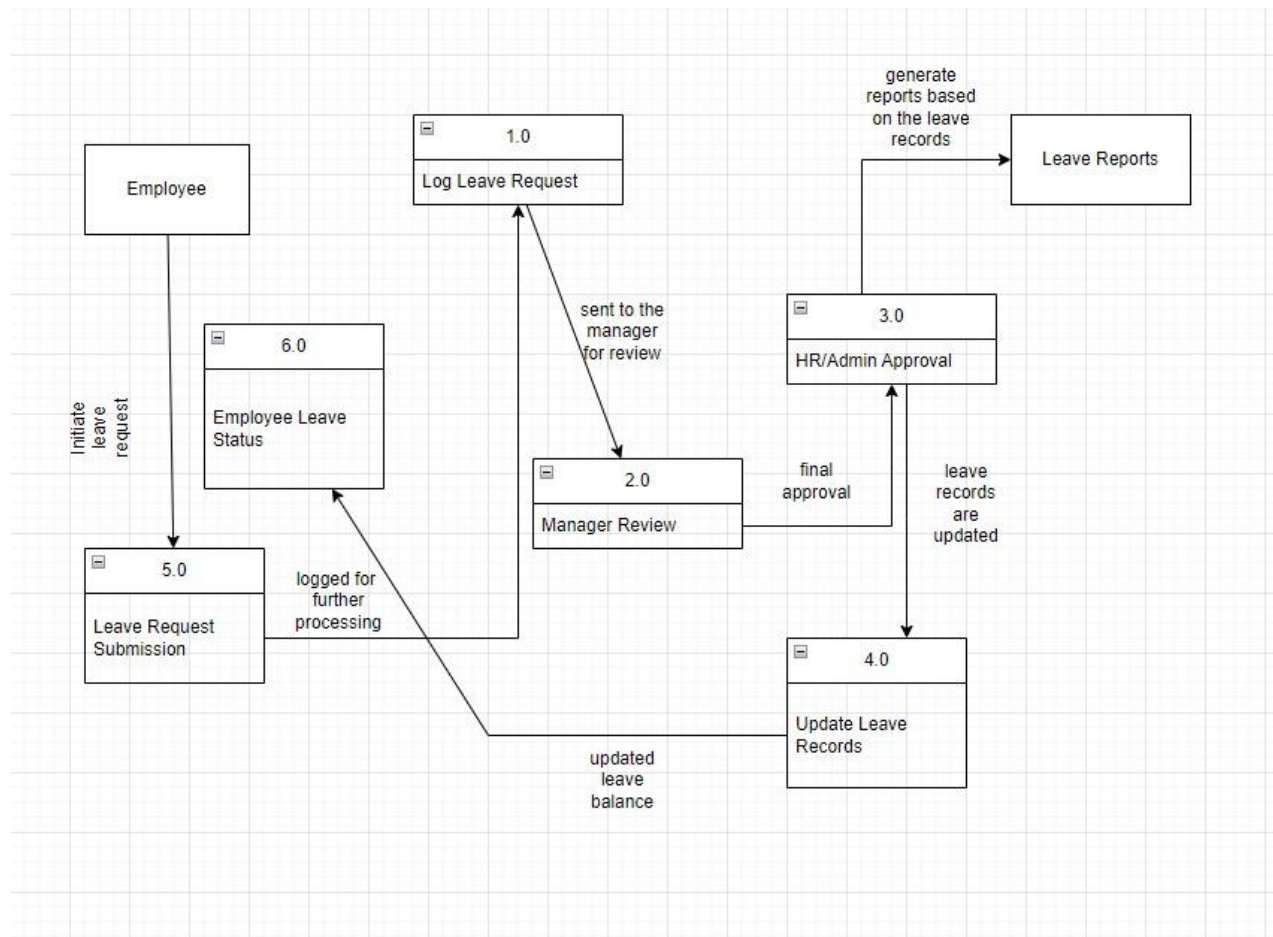 generate
reports based
on the leave
records
1.0
Log Leave Request
Leave Reports
Employee
sent to the
manager
for review
3.0
HR/Admin Approval
6.0
Employee Leave
Status
Initiate
leave
request
2.0
Manager Review
final
approval
leave
records
are
updated
5.0
Leave Request
Submission
logged for
further
processing
4.0
Update Leave
Records
updated
leave
balance